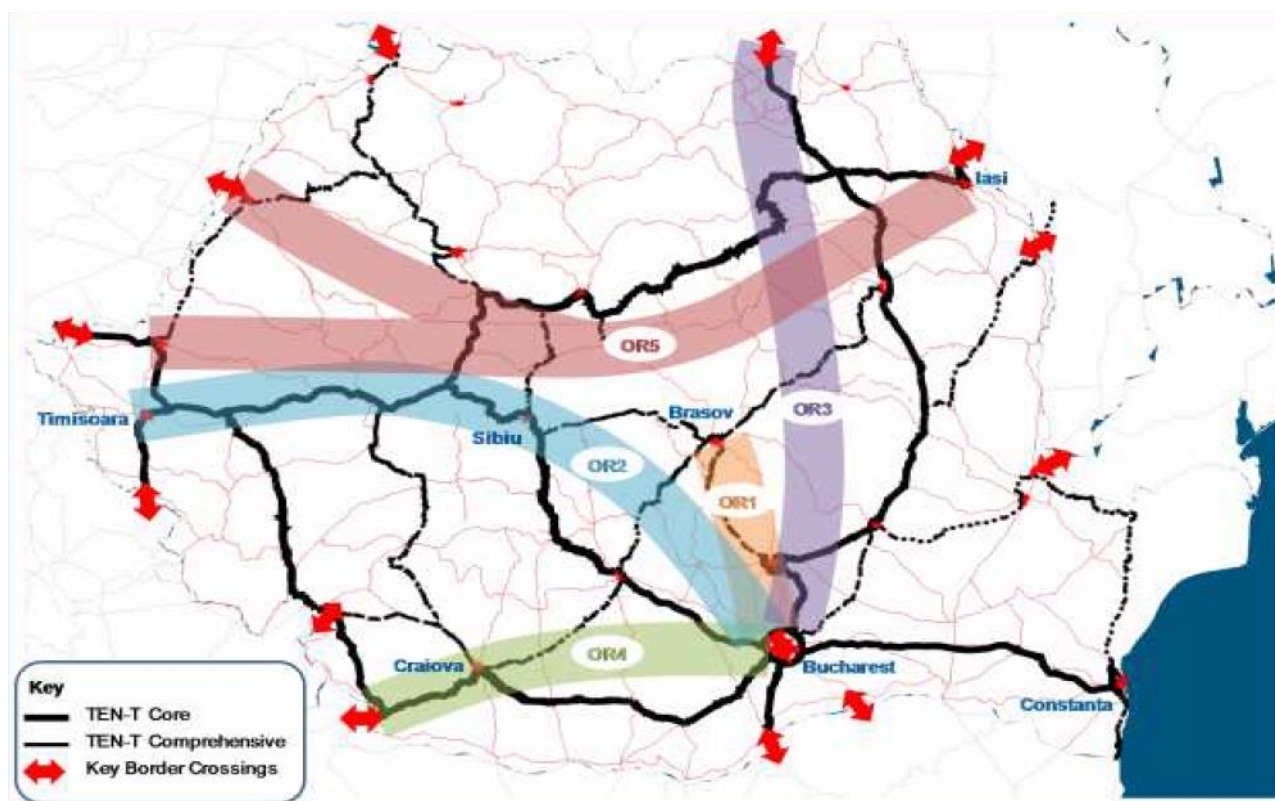 Iasi
OR5
Timisoara
Brasov
OR3
Sibiu
OR2
OR1
Craiova
OR4
Bucharest
Constanta
Key
TEN-T Core
TEN-T Comprehensive
Key Border Crossings